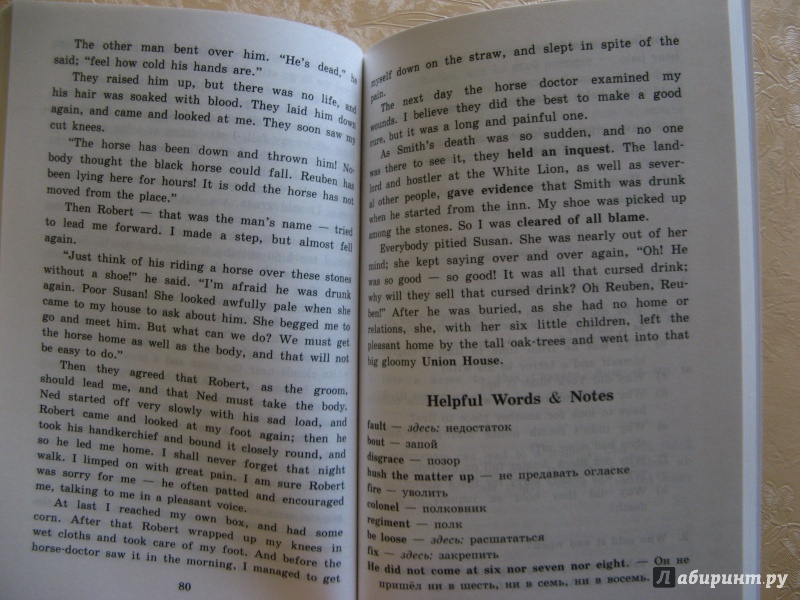 The other man bent over him. “He’s dead,” he
said; “feel how cold his hands are.”
They raised him up, but there was no life, and
his hair was soaked with blood. They laid him down
again, and came and looked at me. They soon saw my
cut knees.
“The horse has been down and thrown him! No-
body thought the black horse could fall. Reuben has
been lying here for hours! It is odd the horse has not
moved from the place.”
Then Robert — that was the man’s name — tried
to lead me forward. I made a step, but almost fell
again.
“Just think of his riding a horse over these stones
without a shoe!” he said. “I’m afraid he was drunk
again. Poor Susan! She looked awfully pale when she
came to my house to ask about him. She begged me to
go and meet him. But what can we do? We must get
the horse home as well as the body, and that will not
be easy to do.”
Then they agreed that Robert, as the groom,
should lead me, and that Ned must take the body.
Ned started off very slowly with his sad load, and
Robert came and looked at my foot again; then he
took his handkerchief and bound it closely round, and
so he led me home. I shall never forget that night
walk. I limped on with great pain. I am sure Robert
was sorry for me — he often patted and encouraged
me, talking to me in a pleasant voice.
At last I reached my own box, and had some
corn. After that Robert wrapped up my knees in
wet cloths and took care of my foot. And before the
horse-doctor saw it in the morning, I managed to get
80
myself down on the straw, and slept in spite of the
pain.
The next day the horse doctor examined my
wounds. I believe they did the best to make a good
cure, but it was a long and painful one.
As Smith’s death was so sudden, and no one
was there to see it, they held an inquest. The land-
lord and hostler at the White Lion, as well as sever-
al other people, gave evidence that Smith was drunk
when he started from the inn. My shoe was picked up
among the stones. So I was cleared of all blame.
Everybody pitied Susan. She was nearly out of her
mind; she kept saying over and over again, “Oh! He
was so good — so good! It was all that cursed drink;
why will they sell that cursed drink? Oh Reuben, Reu-
ben!” After he was buried, as she had no home or
relations, she, with her six little children, left the
pleasant home by the tall oak-trees and went into that
big gloomy Union House.
Helpful Words & Notes
fault — здесь: недостаток
bout — запой
disgrace — позор
hush the matter up — не предавать огласке
fire — уволить
colonel — полковник
regiment — полк
be loose — здесь: расшататься
fix — здесь: закрепить
He did not come at six nor seven nor eight. — Он не
пришёл ни в шесть, ни в семь, ни в восемь.
Лабиринт.ру